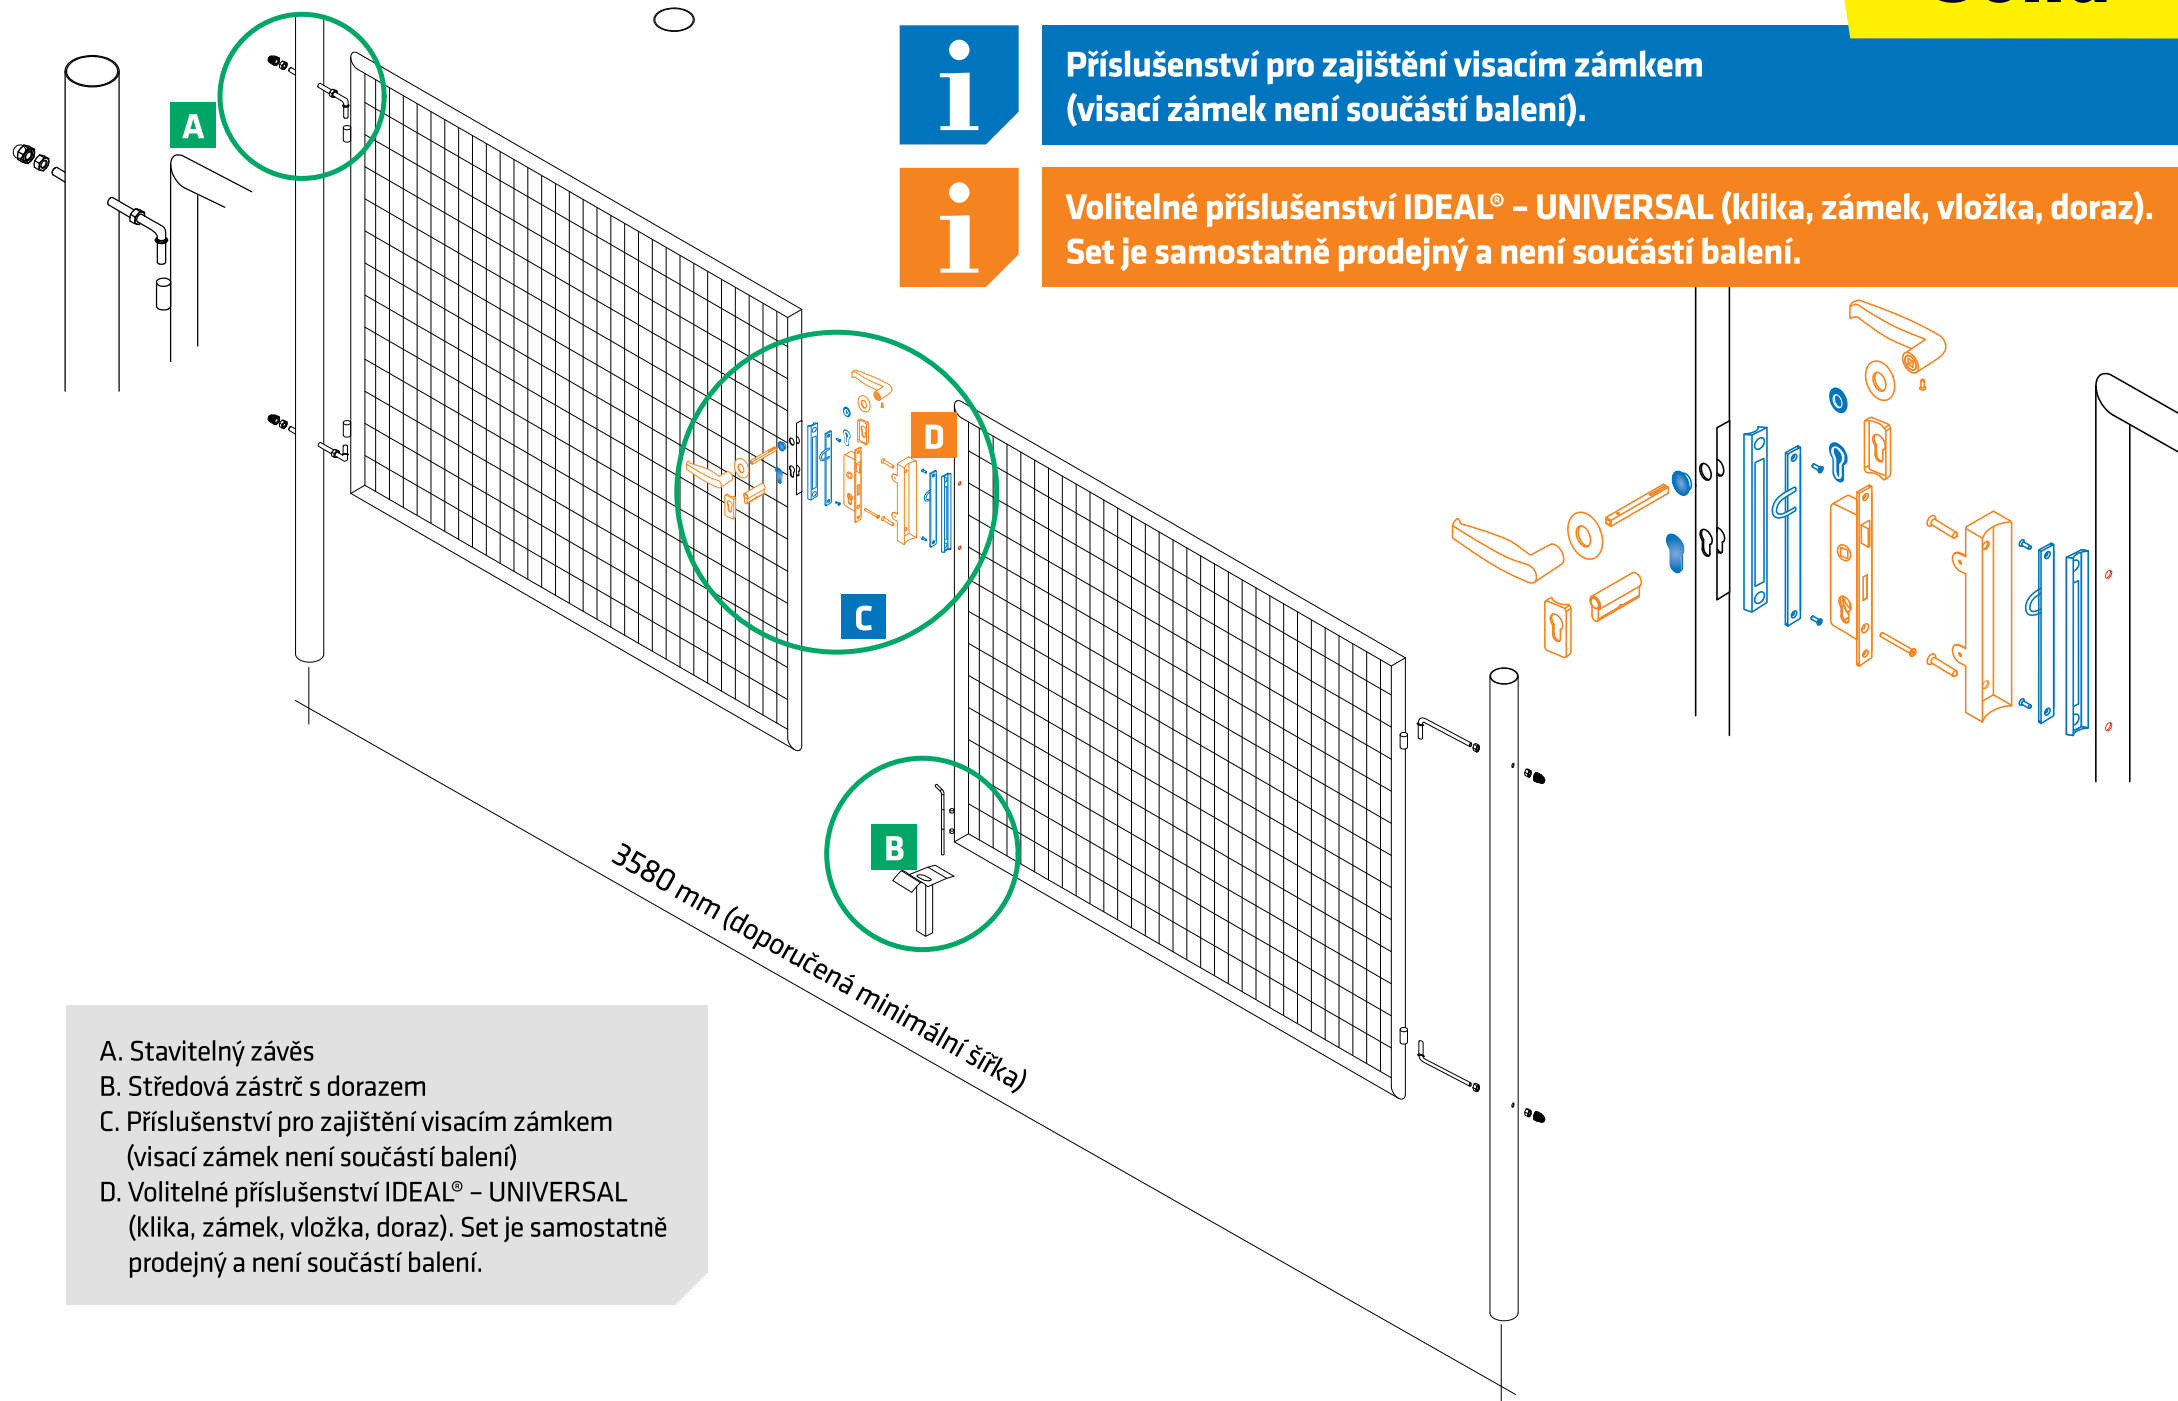 Příslušenství pro zajištění visacím zámkem
(visací zámek není součástí balení).
Volitelné příslušenství IDEAL® – UNIVERSAL (klika, zámek, vložka, doraz).
Set je samostatně prodejný a není součástí balení.
A
D
C
B
3580 mm (doporučená minimální šířka)
A. Stavitelný závěs
B. Středová zástrč s dorazem
C. Příslušenství pro zajištění visacím zámkem
(visací zámek není součástí balení)
D. Volitelné příslušenství IDEAL® – UNIVERSAL
(klika, zámek, vložka, doraz). Set je samostatně
prodejný a není součástí balení.